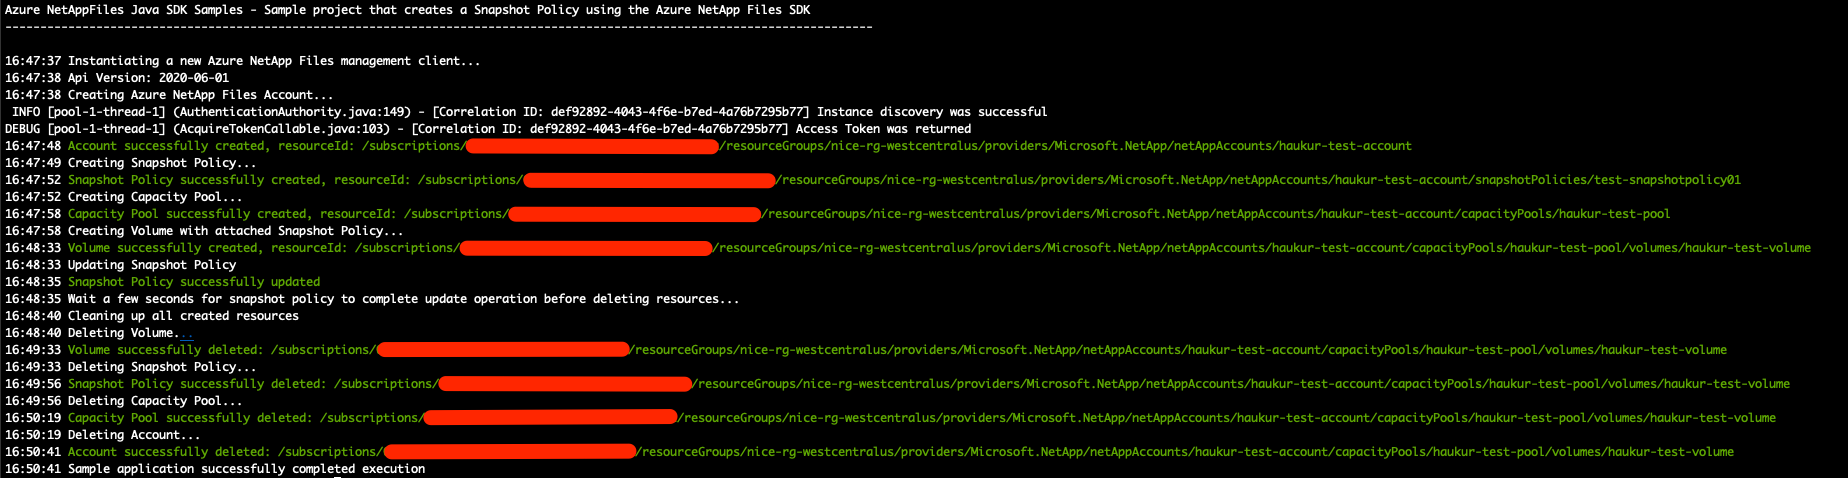 Azure NetAppFiles Java SDK Samples - Sample project that creates a Snapshot Policy using the Azure NetApp Files SDK
----------------------------------------------------------------------------------------------------------------------------
16:47:37 Instantiating a new Azure NetApp Files management client...
16:47:38 Api Version: 2020-06-01
16:47:38 Creating Azure NetApp Files Account...
INFO [pool-1-thread-1] (AuthenticationAuthority.java:149) - [Correlation ID: def92892-4043-4f6e-b7ed-4a76b7295b77] Instance discovery was successful
DEBUG [pool-1-thread-1] (AcquireTokenCallable.java:103) - [Correlation ID: def92892-4043-4f6e-b7ed-4a76b7295b77] Access Token was returned
16:47:48 Account successfully created, resourceId: /subscriptions/ /resourceGroups/nice-rg-westcentralus/providers/Microsoft.NetApp/netAppAccounts/haukur-test-account
16:47:49 Creating Snapshot Policy...
16:47:52 Snapshot Policy successfully created, resourceId: /subscriptions/ /resourceGroups/nice-rg-westcentralus/providers/Microsoft.NetApp/netAppAccounts/haukur-test-account/snapshotPolicies/test-snapshotpolicy01
16:47:52 Creating Capacity Pool...
16:47:58 Capacity Pool successfully created, resourceId: /subscriptions/ /resourceGroups/nice-rg-westcentralus/providers/Microsoft.NetApp/netAppAccounts/haukur-test-account/capacityPools/haukur-test-pool
16:47:58 Creating Volume with attached Snapshot Policy...
16:48:33 Volume successfully created, resourceId: /subscriptions/ /resourceGroups/nice-rg-westcentralus/providers/Microsoft.NetApp/netAppAccounts/haukur-test-account/capacityPools/haukur-test-pool/volumes/haukur-test-volume
16:48:33 Updating Snapshot Policy
16:48:35 Snapshot Policy successfully updated
16:48:35 Wait a few seconds for snapshot policy to complete update operation before deleting resources...
16:48:40 Cleaning up all created resources
16:48:40 Deleting Volume...
16:49:33 Volume successfully deleted: /subscriptions/ /resourceGroups/nice-rg-westcentralus/providers/Microsoft.NetApp/netAppAccounts/haukur-test-account/capacityPools/haukur-test-pool/volumes/haukur-test-volume
16:49:33 Deleting Snapshot Policy...
16:49:56 Snapshot Policy successfully deleted: /subscriptions/ /resourceGroups/nice-rg-westcentralus/providers/Microsoft.NetApp/netAppAccounts/haukur-test-account/capacityPools/haukur-test-pool/volumes/haukur-test-volume
16:49:56 Deleting Capacity Pool...
16:50:19 Capacity Pool successfully deleted: /subscriptions/ /resourceGroups/nice-rg-westcentralus/providers/Microsoft.NetApp/netAppAccounts/haukur-test-account/capacityPools/haukur-test-pool/volumes/haukur-test-volume
16:50:19 Deleting Account...
16:50:41 Account successfully deleted: /subscriptions/ /resourceGroups/nice-rg-westcentralus/providers/Microsoft.NetApp/netAppAccounts/haukur-test-account/capacityPools/haukur-test-pool/volumes/haukur-test-volume
16:50:41 Sample application successfully completed execution